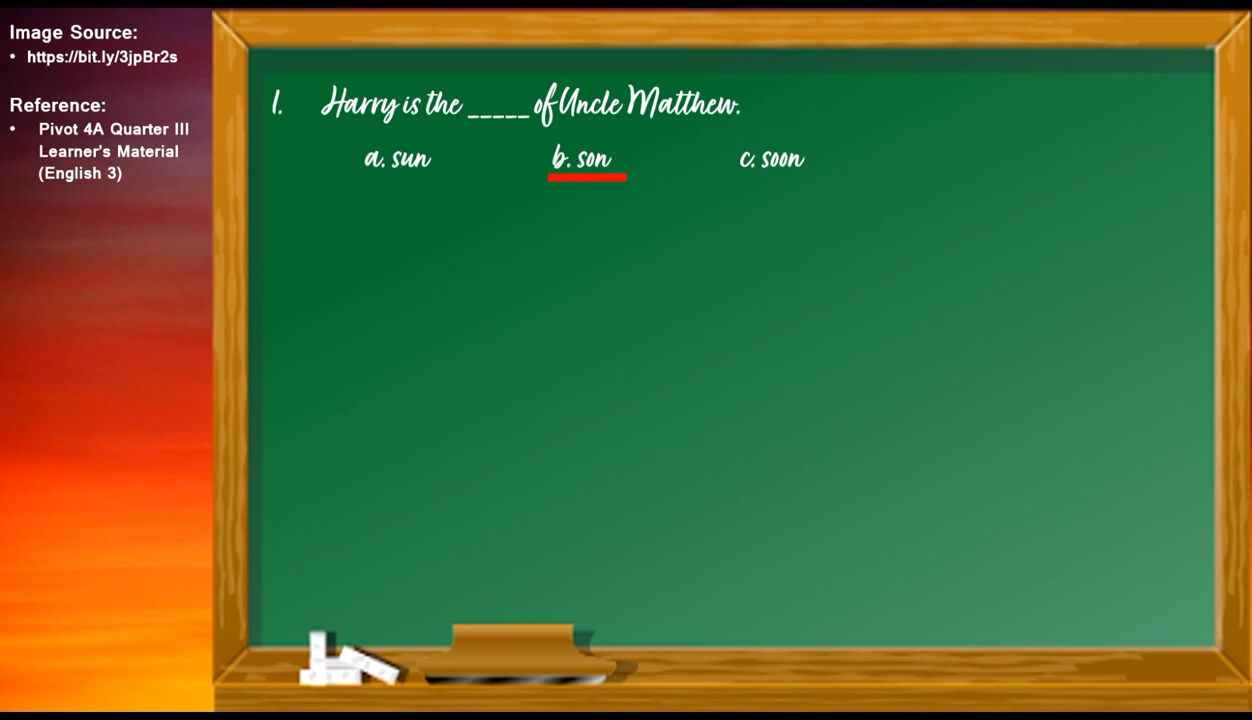 Image Source:
• https://bit.ly/3jpBr2s
Reference:
• Pivot 4A Quarter III
Learner's Material
(English 3)
1. Harry is the _____ of Uncle Matthew.
a. sun b. son c. soon